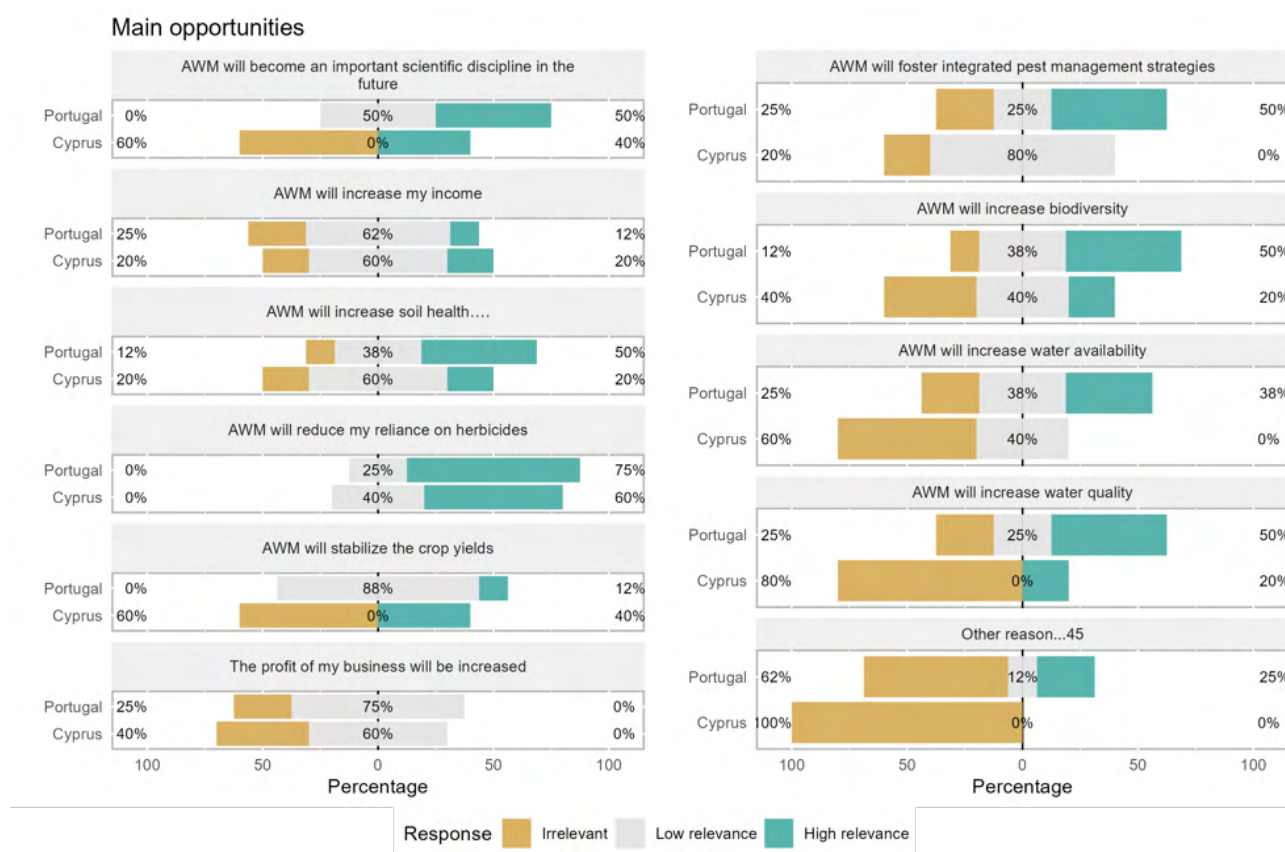 Main opportunities
AWM will become an important scientific discipline in the
future
Portugal 0% 50% 50%
Cyprus 60% 0% 40%
AWM will increase my income
Portugal 25% 62% 12%
Cyprus 20% 60% 20%
AWM will increase soil health....
Portugal 12% 38% 50%
Cyprus 20% 60% 20%
AWM will reduce my reliance on herbicides
Portugal 0% 25% 75%
Cyprus 0% 40% 60%
AWM will stabilize the crop yields
Portugal 0% 88% 12%
Cyprus 60% 0% 40%
The profit of my business will be increased
Portugal 25% 75% 0%
Cyprus 40% 60% 0%
100 50 0 50 100
Percentage
AWM will foster integrated pest management strategies
Portugal 25% 25% 50%
Cyprus 20% 80% 0%
AWM will increase biodiversity
Portugal 12% 38% 50%
Cyprus 40% 40% 20%
AWM will increase water availability
Portugal 25% 38% 38%
Cyprus 60% 40% 0%
AWM will increase water quality
Portugal 25% 25% 50%
Cyprus 80% 0% 20%
Other reason...45
Portugal 62% 12% 25%
Cyprus 100% 0% 0%
100 50 0 50 100
Percentage
Response Irrelevant Low relevance High relevance